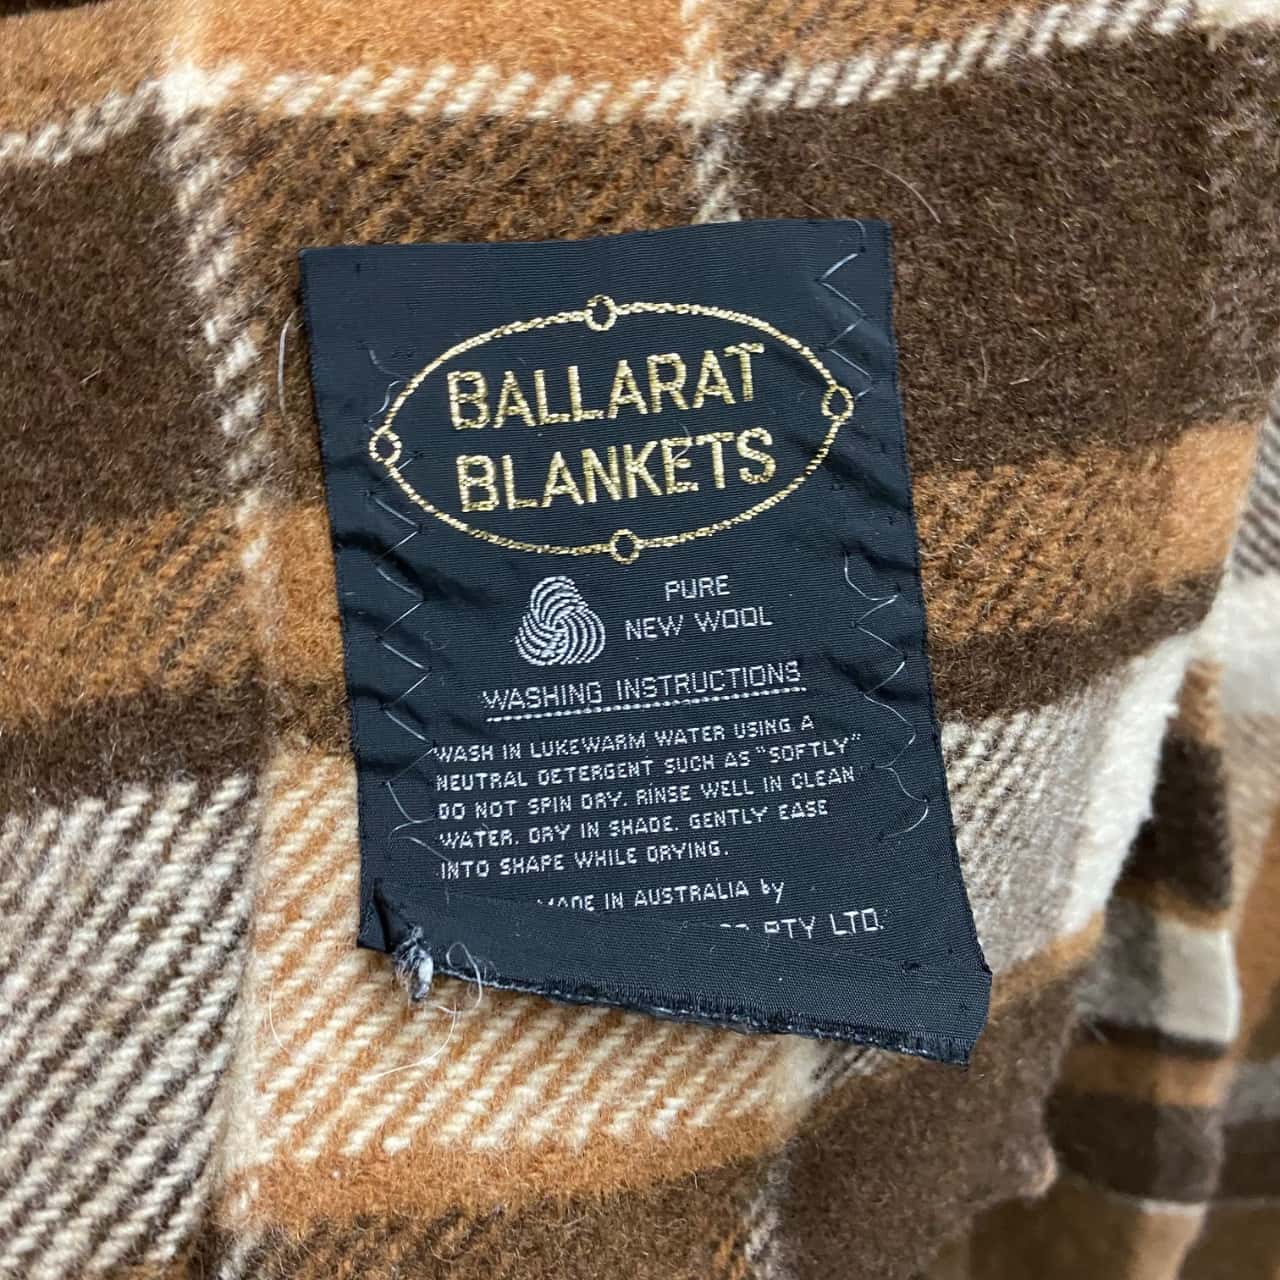 BALLARAT
BLANKETS
PURE
NEW WOOL
WASHING INSTRUCTIONS
WASH IN LUKEWARM WATER USING A
NEUTRAL DETERGENT SUCH AS "SOFTLY"
DO NOT SPIN DRY. RINSE WELL IN CLEAN
WATER. DRY IN SHADE. GENTLY EASE
INTO SHAPE WHILE DRYING.
MADE IN AUSTRALIA by
PTY LTD.